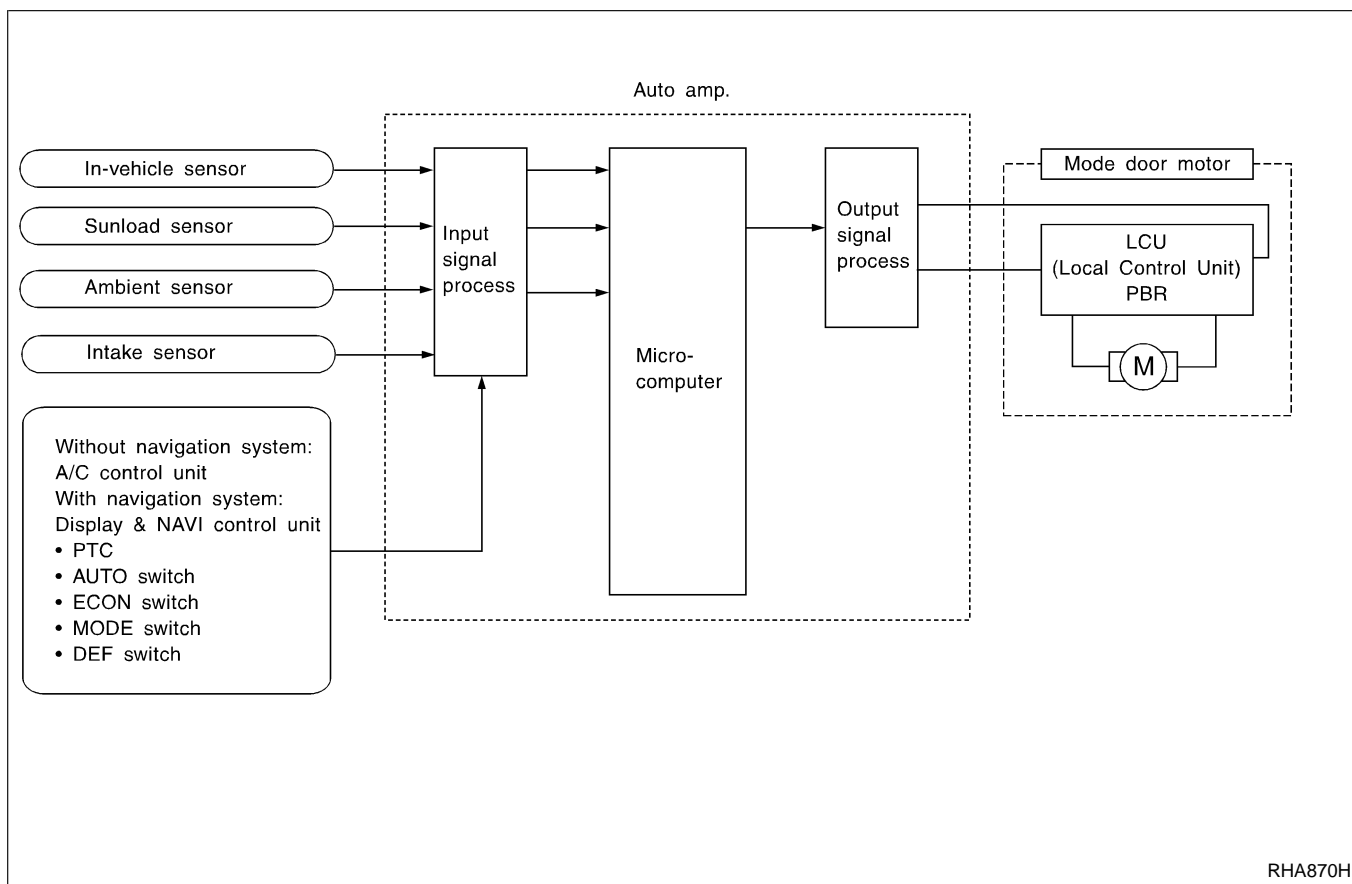 Auto amp.
In-vehicle sensor
Sunload sensor
Ambient sensor
Intake sensor
Without navigation system:
A/C control unit
With navigation system:
Display & NAVI control unit
• PTC
• AUTO switch
• ECON switch
• MODE switch
• DEF switch
Input
signal
process
Micro-
computer
Output
signal
process
Mode door motor
LCU
(Local Control Unit)
PBR
M
RHA870H